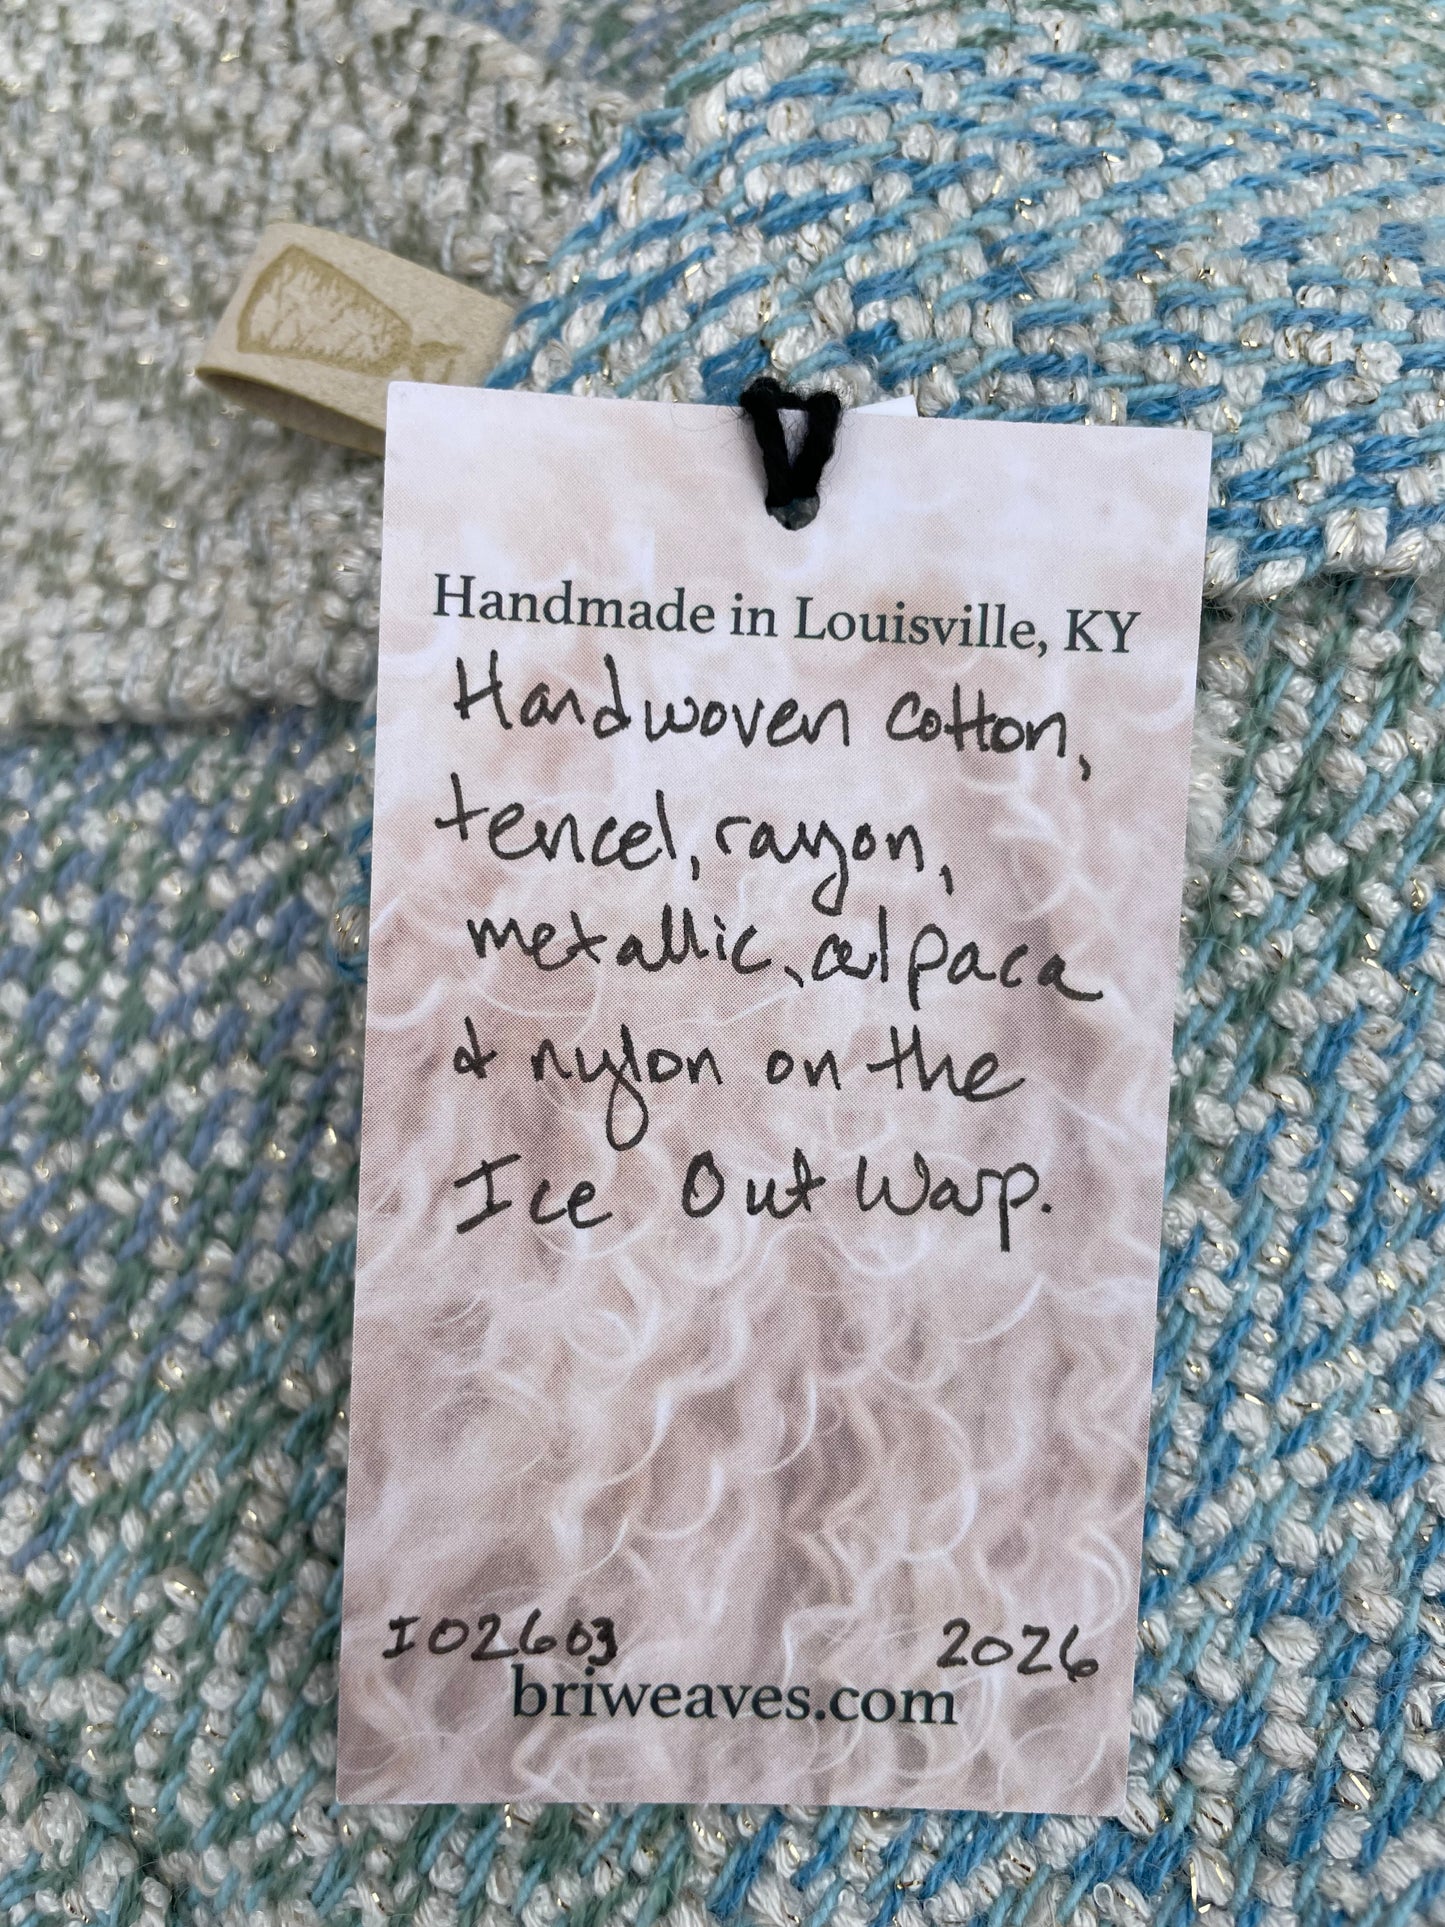 Handmade in Louisville, KY
Handwoven cotton,
tencel, rayon,
metallic, alpaca
& nylon on the
Ice Out Warp.
IO2603 2026
briweaves.com